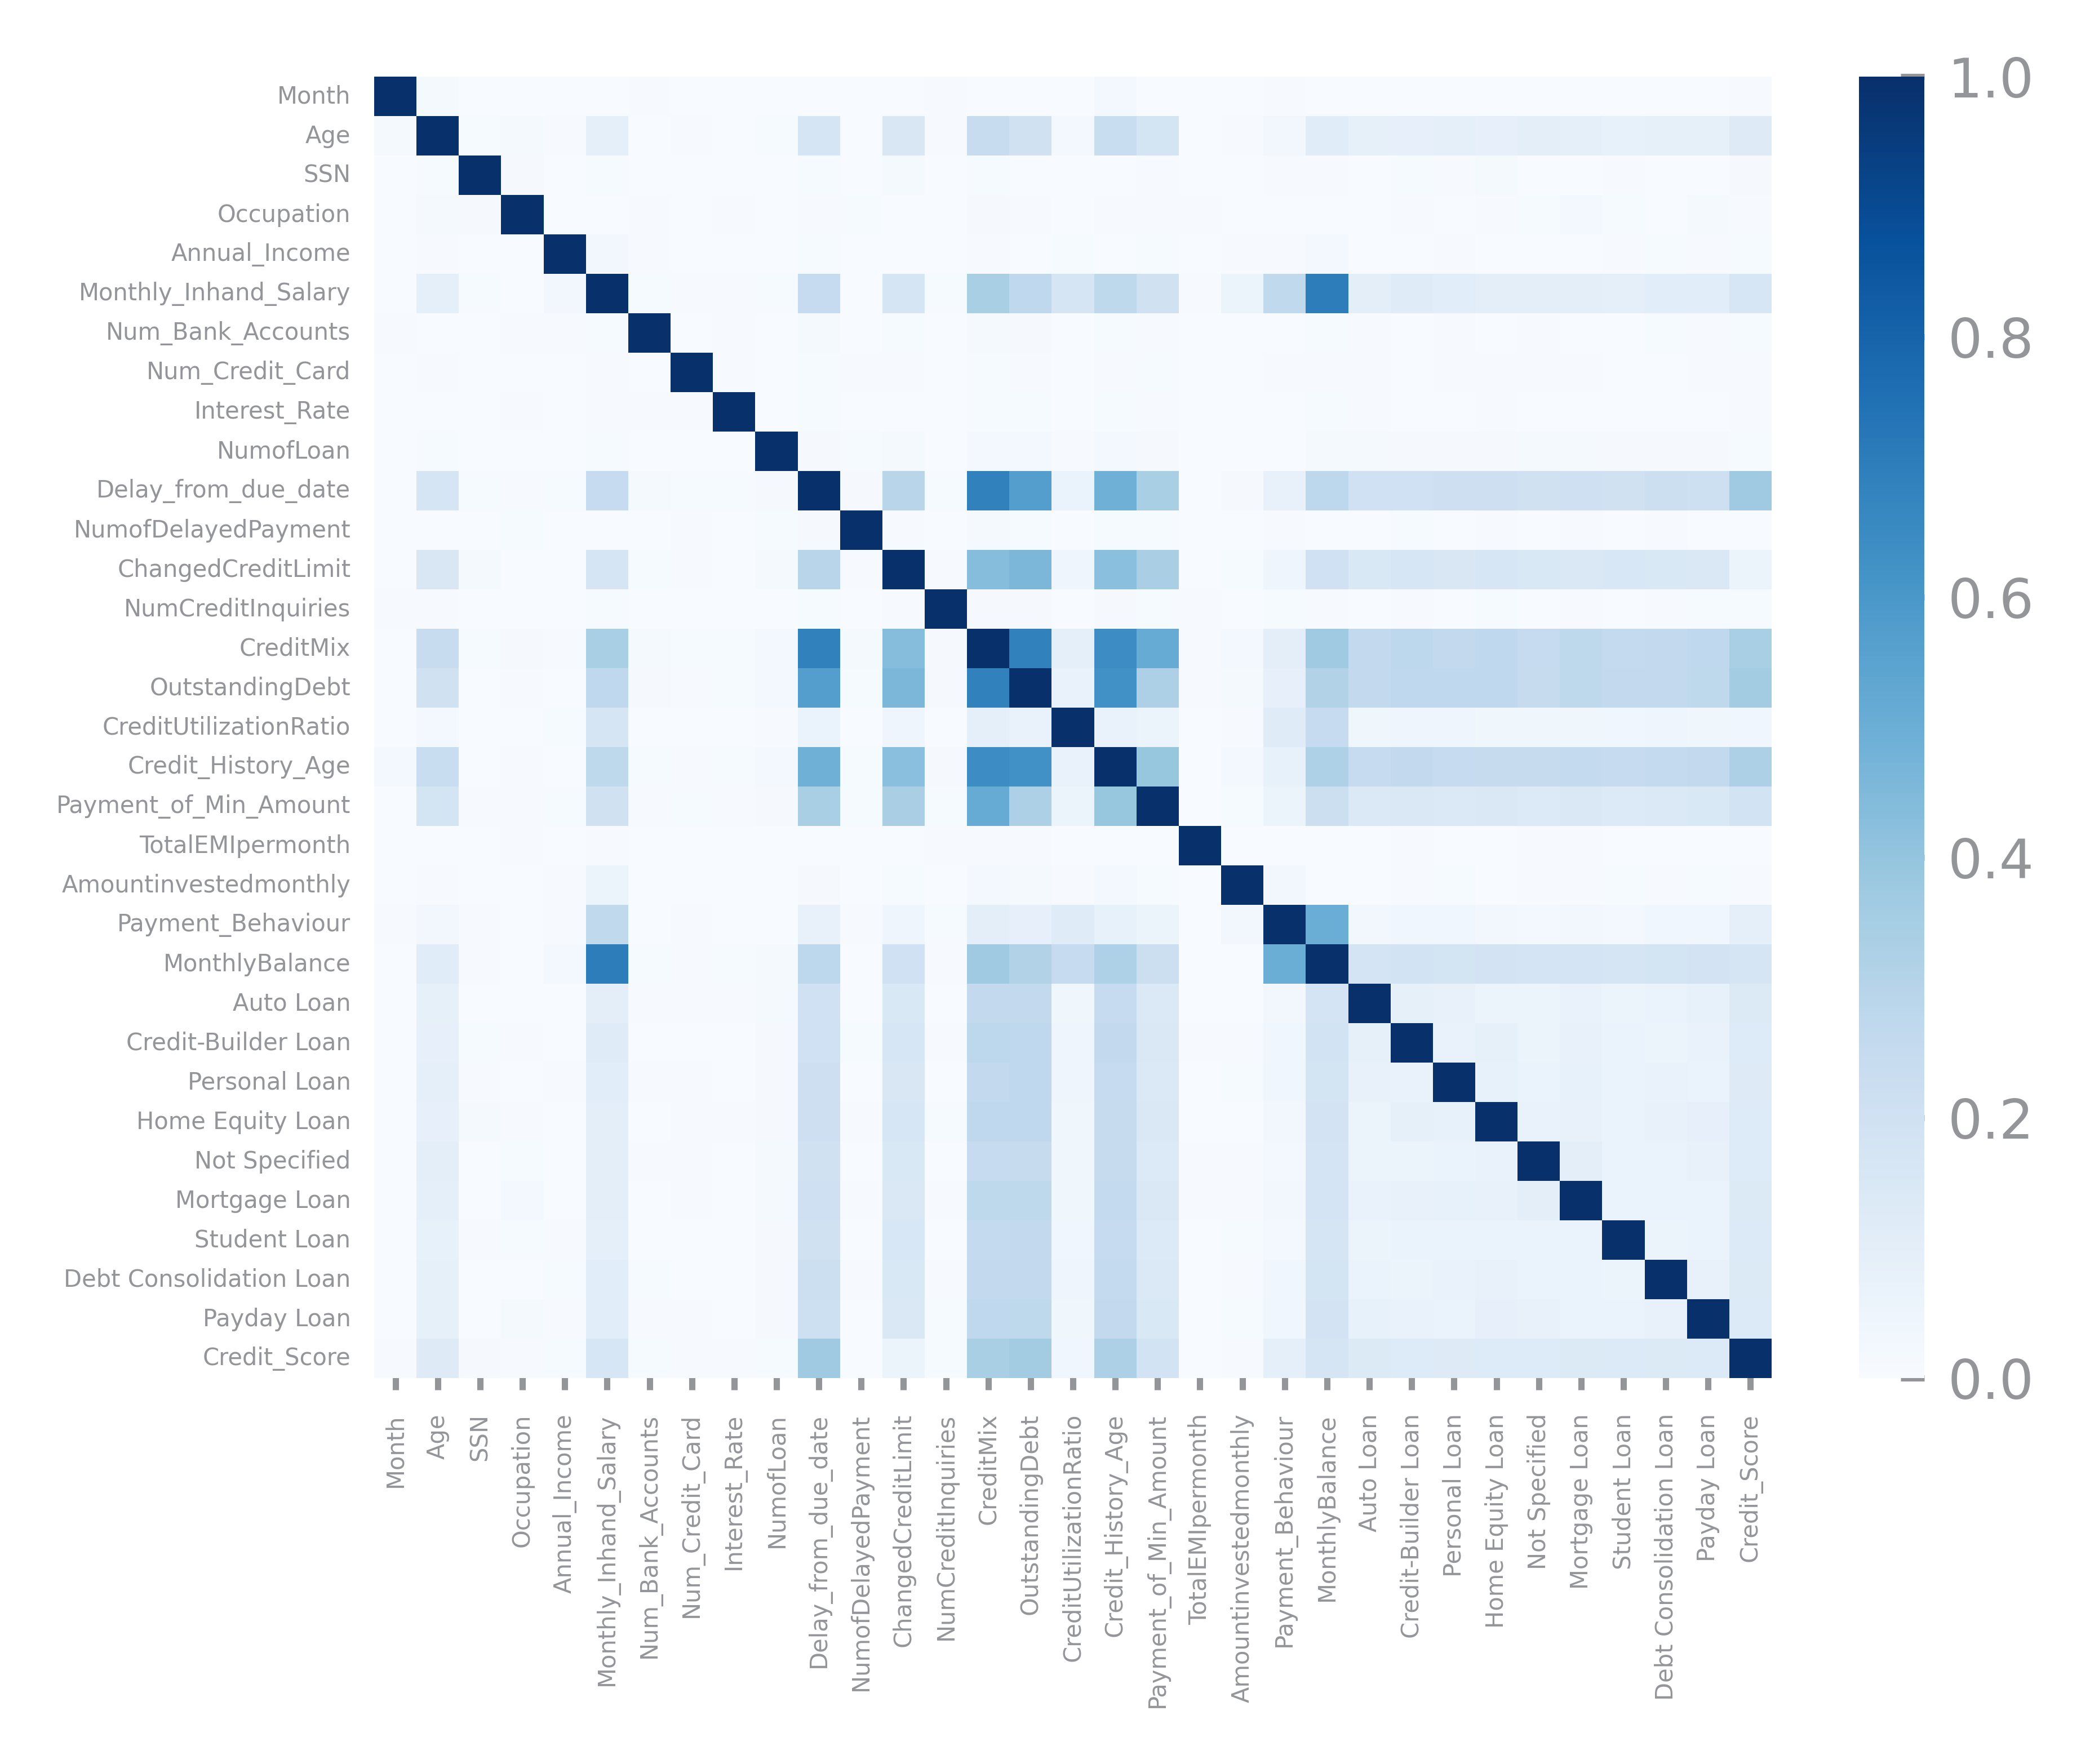 Month
Age
SSN
Occupation
Annual_Income
Monthly_Inhand_Salary
Num_Bank_Accounts
Num_Credit_Card
Interest_Rate
NumofLoan
Delay_from_due_date
NumofDelayedPayment
ChangedCreditLimit
NumCreditInquiries
CreditMix
OutstandingDebt
CreditUtilizationRatio
Credit_History_Age
Payment_of_Min_Amount
TotalEMIpermonth
Amountinvestedmonthly
Payment_Behaviour
MonthlyBalance
Auto Loan
Credit-Builder Loan
Personal Loan
Home Equity Loan
Not Specified
Mortgage Loan
Student Loan
Debt Consolidation Loan
Payday Loan
Credit_Score
Month
Age
SSN
Occupation
Annual_Income
Monthly_Inhand_Salary
Num_Bank_Accounts
Num_Credit_Card
Interest_Rate
NumofLoan
Delay_from_due_date
NumofDelayedPayment
ChangedCreditLimit
NumCreditInquiries
CreditMix
OutstandingDebt
CreditUtilizationRatio
Credit_History_Age
Payment_of_Min_Amount
TotalEMIpermonth
Amountinvestedmonthly
Payment_Behaviour
MonthlyBalance
Auto Loan
Credit-Builder Loan
Personal Loan
Home Equity Loan
Not Specified
Mortgage Loan
Student Loan
Debt Consolidation Loan
Payday Loan
Credit_Score
1.0
0.8
0.6
0.4
0.2
0.0